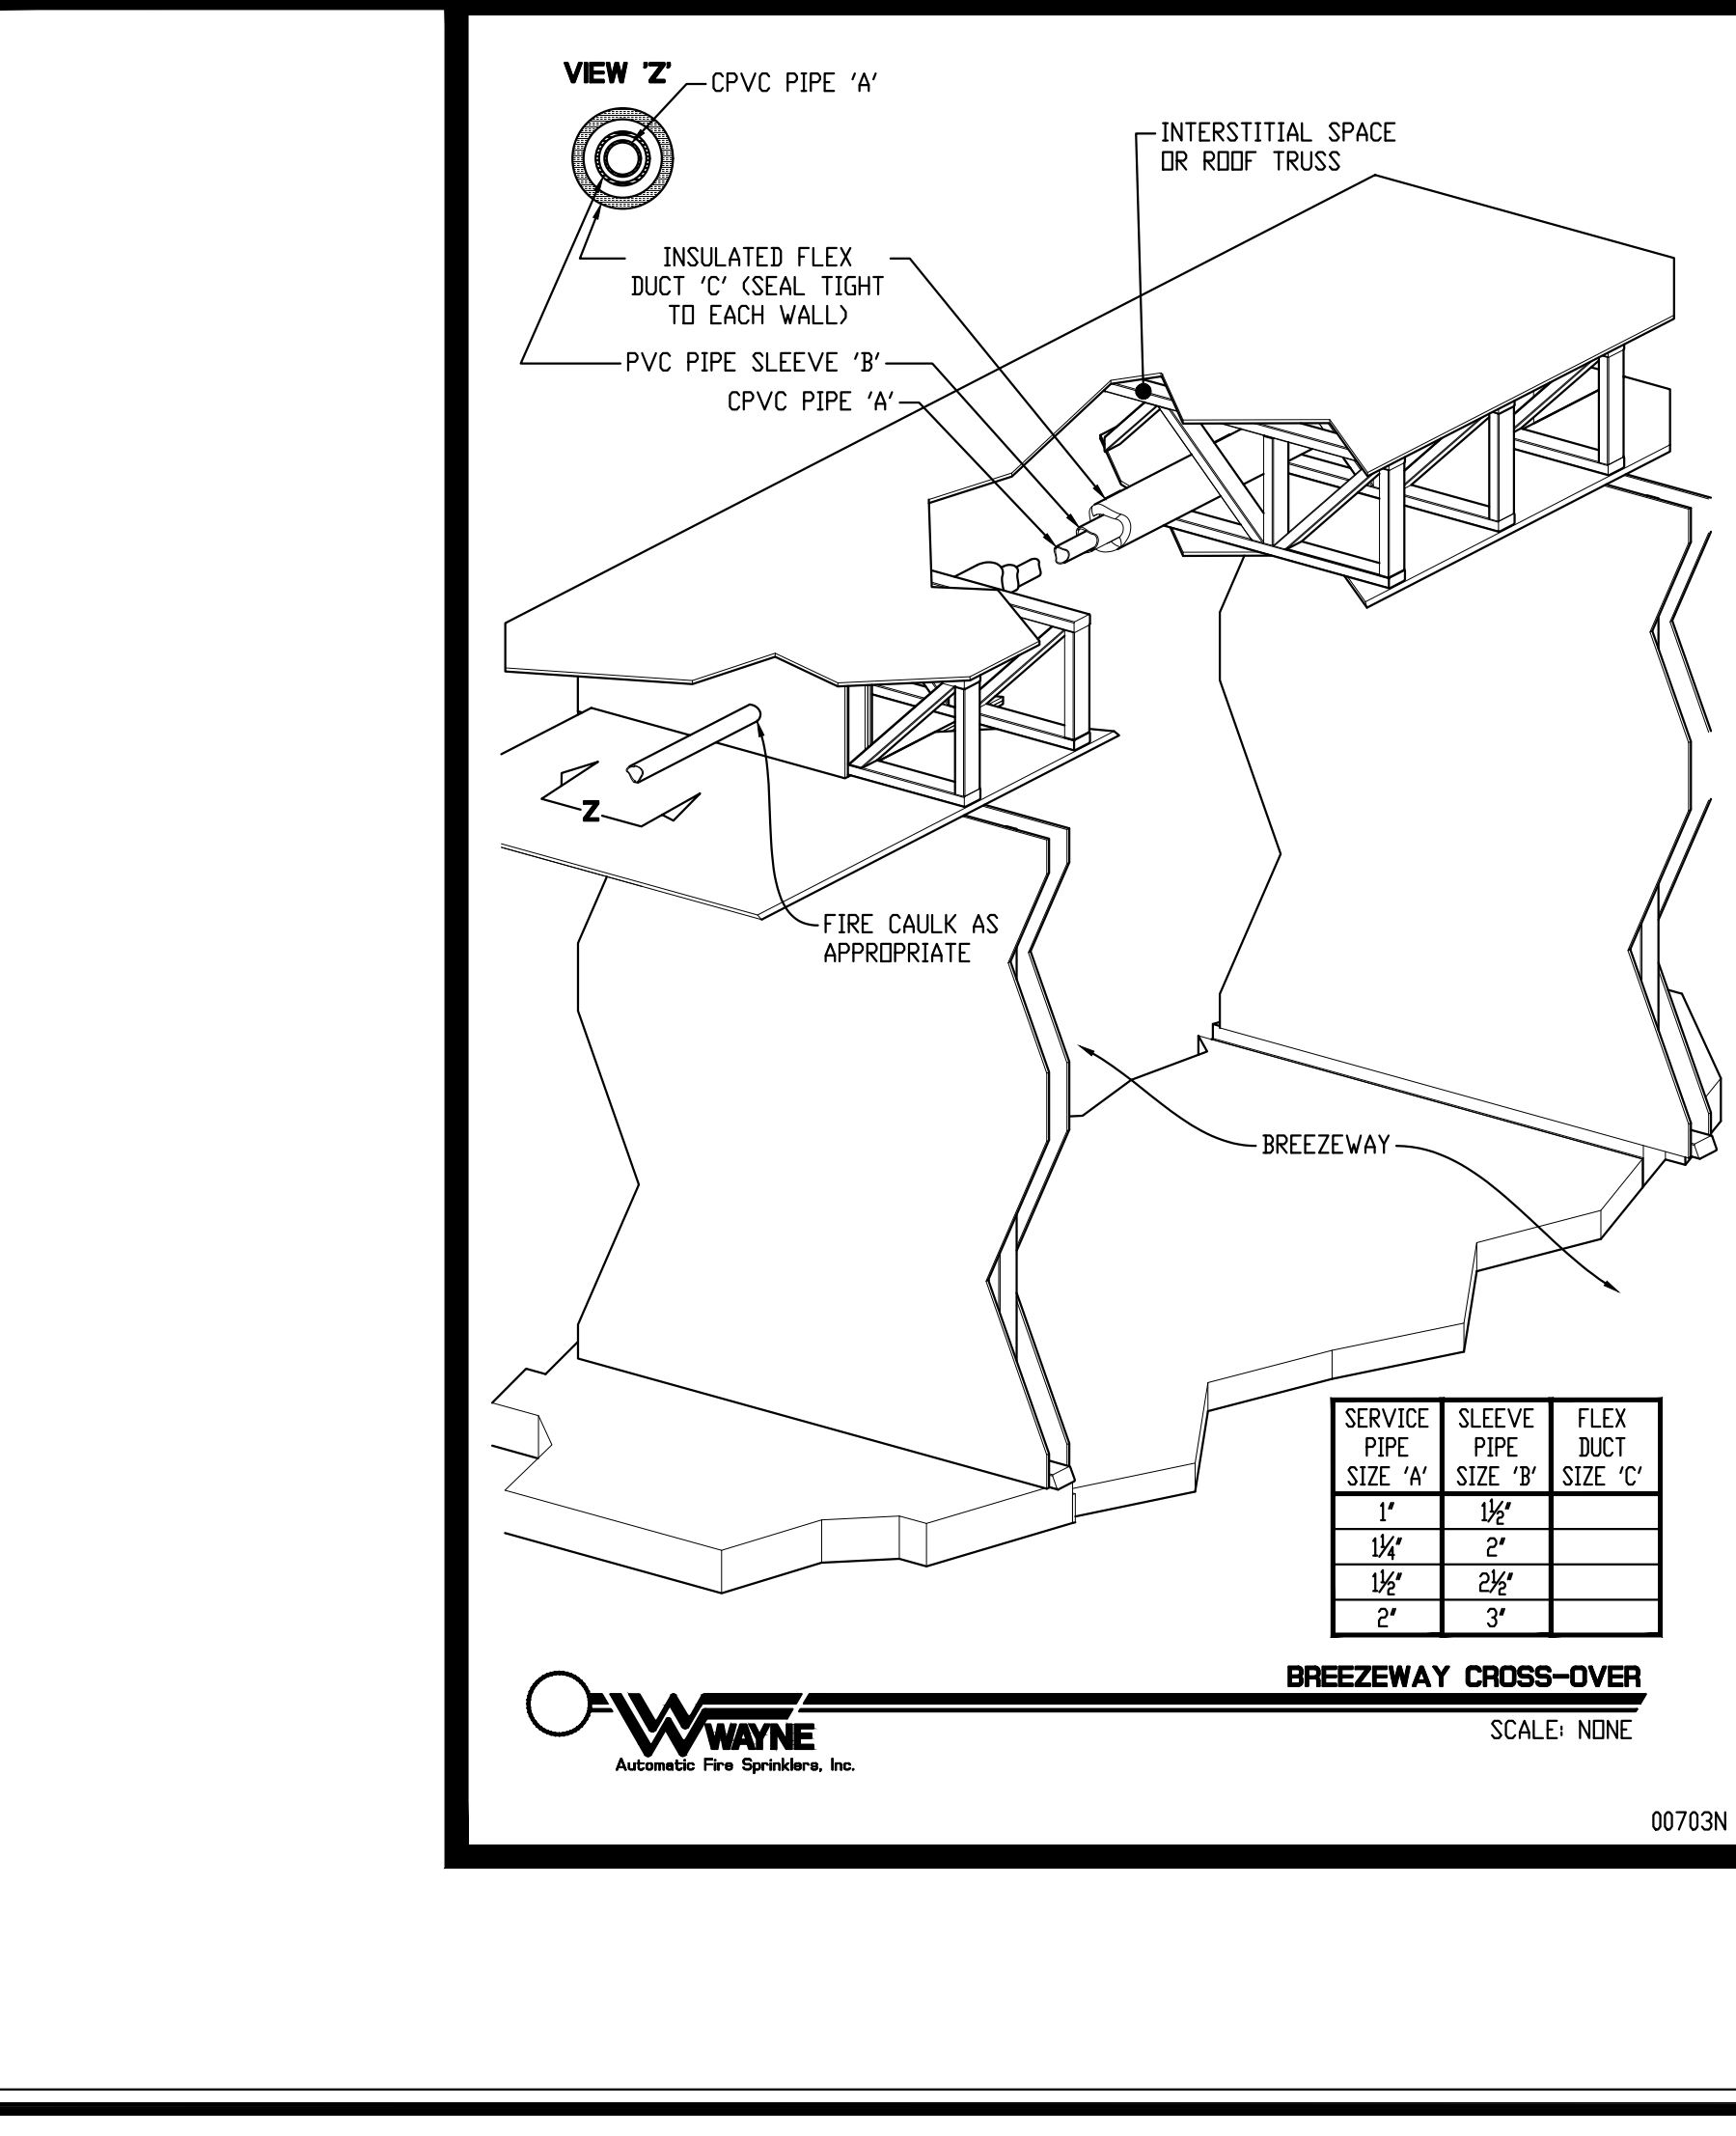 VIEW 'Z'
CPVC PIPE 'A'
INTERSTITIAL SPACE
OR ROOF TRUSS
INSULATED FLEX
DUCT 'C' (SEAL TIGHT
TO EACH WALL)
PVC PIPE SLEEVE 'B'
CPVC PIPE 'A'
Z
FIRE CAULK AS
APPROPRIATE
BREEZEWAY
SERVICE PIPE SIZE 'A' SLEEVE PIPE SIZE 'B' FLEX DUCT SIZE 'C'
1" 1½"
1¼" 2"
1½" 2½"
2" 3"
BREEZEWAY CROSS-OVER
SCALE: NONE
WAYNE
Automatic Fire Sprinklers, Inc.
00703N